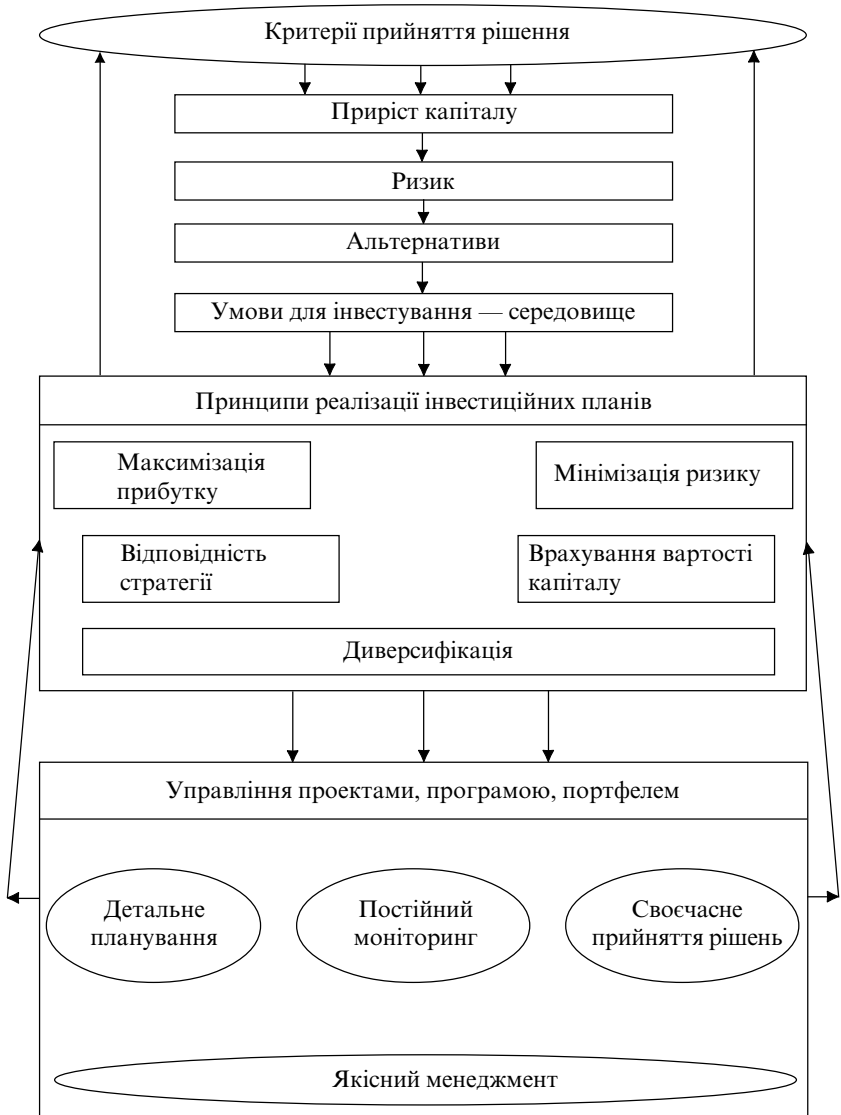 Критерії прийняття рішення
Приріст капіталу
Ризик
Альтернативи
Умови для інвестування — середовище
Принципи реалізації інвестиційних планів
Максимізація
прибутку
Мінімізація ризику
Відповідність
стратегії
Врахування вартості
капіталу
Диверсифікація
Управління проектами, програмою, портфелем
Детальне
планування
Постійний
моніторинг
Своєчасне
прийняття рішень
Якісний менеджмент